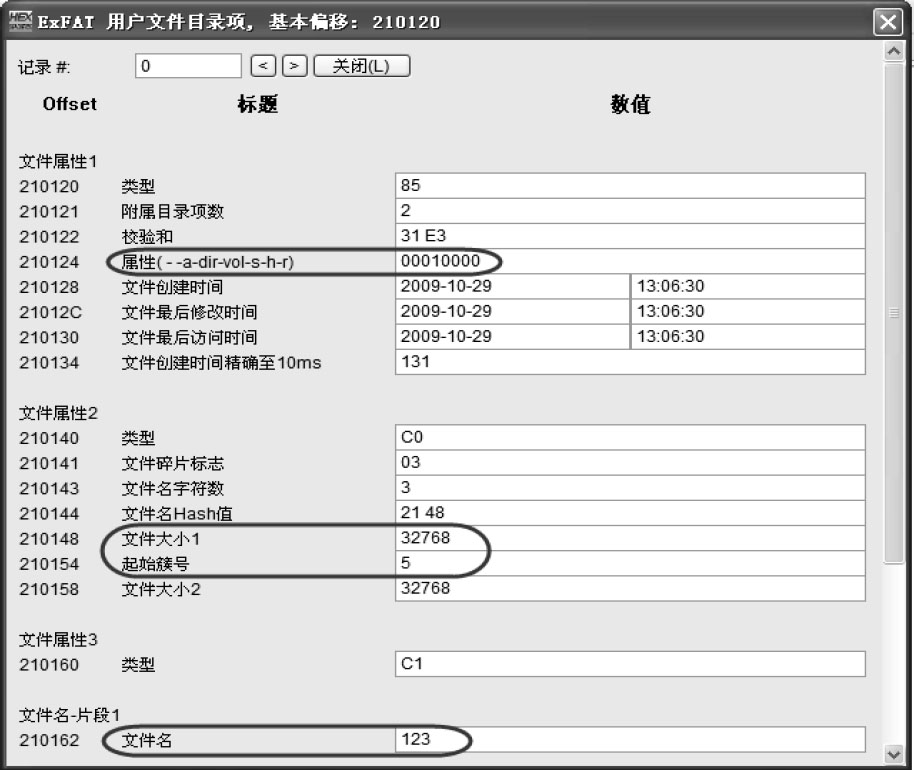 ExFAT 用户文件目录项, 基本偏移: 210120
记录 #: 0 < > 关闭(L)
Offset 标题 数值
文件属性1
210120 类型 85
210121 附属目录项数 2
210122 校验和 31 E3
210124 属性( - -a-dir-vol-s-h-r) 00010000
210128 文件创建时间 2009-10-29 13:06:30
21012C 文件最后修改时间 2009-10-29 13:06:30
210130 文件最后访问时间 2009-10-29 13:06:30
210134 文件创建时间精确至10ms 131
文件属性2
210140 类型 C0
210141 文件碎片标志 03
210143 文件名字符数 3
210144 文件名Hash值 21 48
210148 文件大小1 32768
210154 起始簇号 5
210158 文件大小2 32768
文件属性3
210160 类型 C1
文件名-片段1
210162 文件名 123